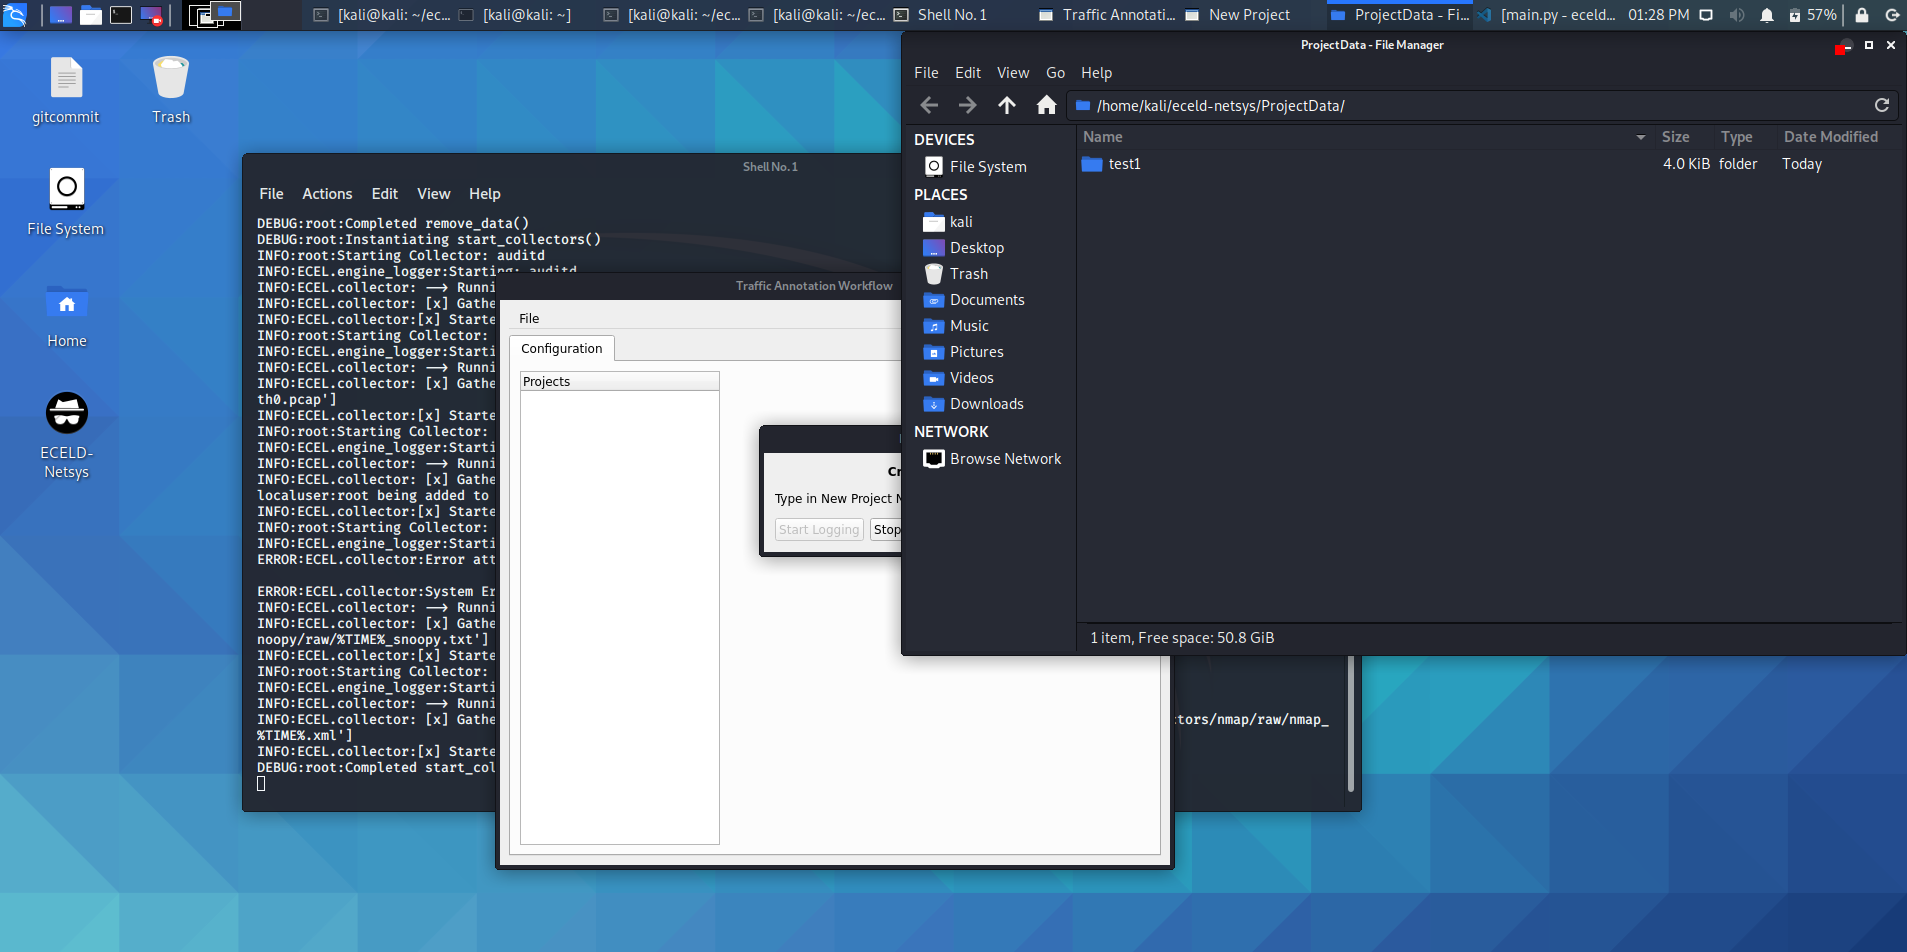 [kali@kali: ~/ec...
[kali@kali: ~]
[kali@kali: ~/ec...
[kali@kali: ~/ec...
Shell No. 1
Traffic Annotati...
New Project
ProjectData - Fi...
[main.py - eceld...
01:28 PM
57%
gitcommit
Trash
File System
Home
ECELD-
Netsys
Shell No. 1
File Actions Edit View Help
DEBUG:root:Completed remove_data()
DEBUG:root:Instantiating start_collectors()
INFO:root:Starting Collector: auditd
INFO:ECEL.engine_logger:Starting: auditd
INFO:ECEL.collector: --> Runni
INFO:ECEL.collector: [x] Gathe
INFO:ECEL.collector:[x] Starte
INFO:root:Starting Collector:
INFO:ECEL.engine_logger:Starti
INFO:ECEL.collector: --> Runni
INFO:ECEL.collector: [x] Gathe
th0.pcap']
INFO:ECEL.collector:[x] Starte
INFO:root:Starting Collector:
INFO:ECEL.engine_logger:Starti
INFO:ECEL.collector: --> Runni
INFO:ECEL.collector: [x] Gathe
localuser:root being added to
INFO:ECEL.collector:[x] Starte
INFO:root:Starting Collector:
INFO:ECEL.engine_logger:Starti
ERROR:ECEL.collector:Error att
ERROR:ECEL.collector:System Er
INFO:ECEL.collector: --> Runni
INFO:ECEL.collector: [x] Gathe
noopy/raw/%TIME%_snoopy.txt']
INFO:ECEL.collector:[x] Starte
INFO:root:Starting Collector:
INFO:ECEL.engine_logger:Starti
INFO:ECEL.collector: --> Runni
INFO:ECEL.collector: [x] Gathe
tors/nmap/raw/nmap_
%TIME%.xml']
INFO:ECEL.collector:[x] Starte
DEBUG:root:Completed start_col
Traffic Annotation Workflow
File
Configuration
Projects
Cr
Type in New Project N
Start Logging
Stop
ProjectData - File Manager
File Edit View Go Help
/home/kali/eceld-netsys/ProjectData/
DEVICES
File System
PLACES
kali
Desktop
Trash
Documents
Music
Pictures
Videos
Downloads
NETWORK
Browse Network
Name Size Type Date Modified
test1 4.0 KiB folder Today
1 item, Free space: 50.8 GiB